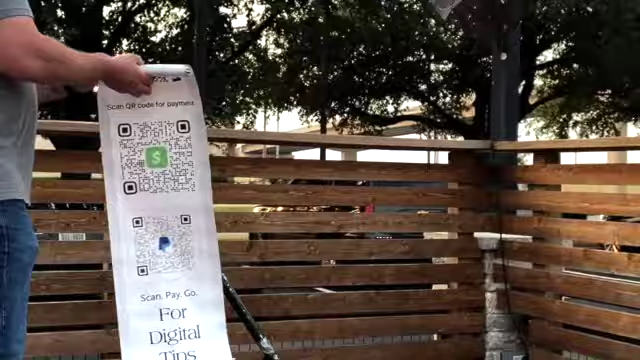 Scan QR code for payment
$
Scan. Pay. Go.
For
Digital
Tips